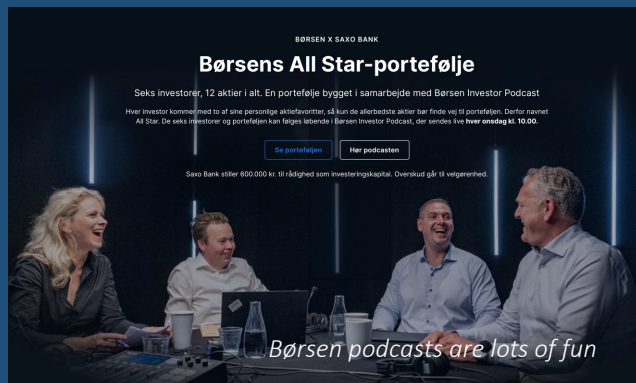 BØRSEN X SAXO BANK
Børsens All Star-portefølje
Seks investorer, 12 aktier i alt. En portefølje bygget i samarbejde med Børsen Investor Podcast
Hver investor kommer med to af sine personlige aktiefavoritter, så kun de allerbedste aktier bør finde vej til porteføljen. Derfor navnet
All Star. De seks investorer og porteføljen kan følges løbende i Børsen Investor Podcast, der sendes live hver onsdag kl. 10.00.
Se porteføljen Hør podcasten
Saxo Bank stiller 600.000 kr. til rådighed som investeringskapital. Overskud går til velgørenhed.
Børsen podcasts are lots of fun